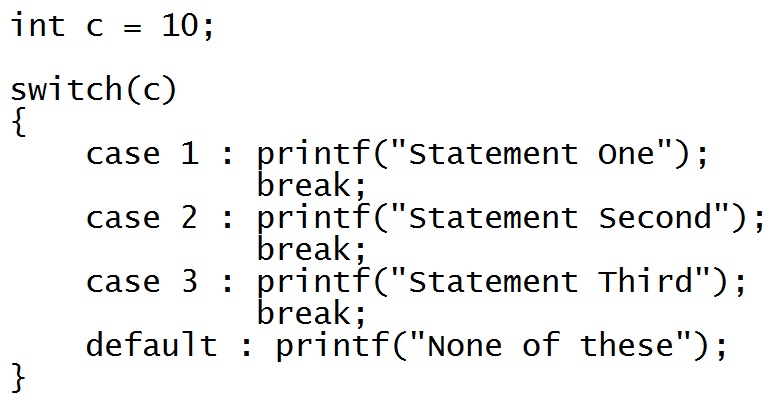 int c = 10;
switch(c)
{
case 1 : printf("Statement One");
break;
case 2 : printf("Statement Second");
break;
case 3 : printf("Statement Third");
break;
default : printf("None of these");
}